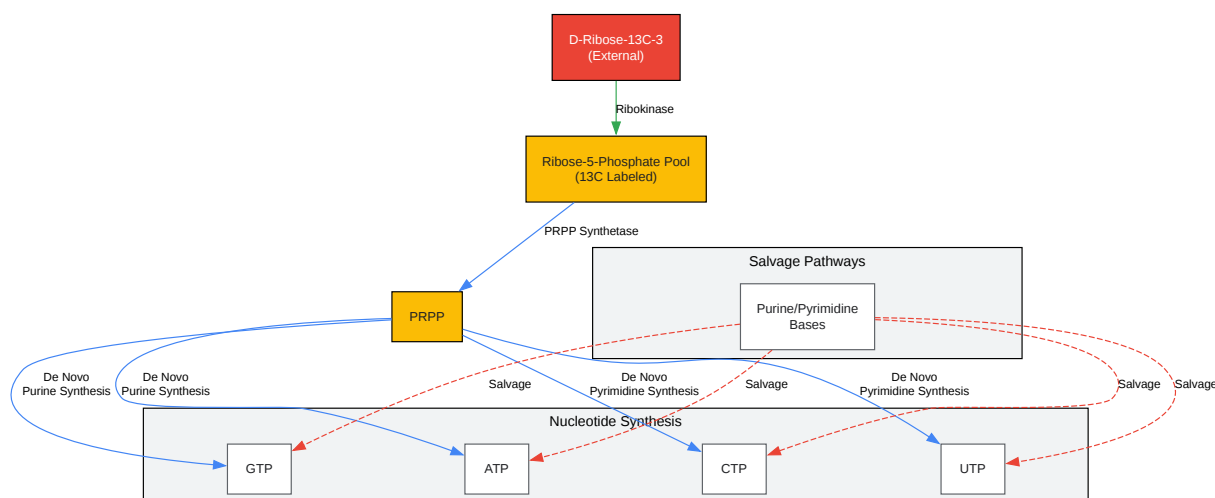 D-Ribose-13C-3
(External)
Ribokinase
Ribose-5-Phosphate Pool
(13C Labeled)
PRPP Synthetase
Salvage Pathways
PRPP
Purine/Pyrimidine
Bases
De Novo
Purine Synthesis
De Novo
Purine Synthesis
Salvage
De Novo
Pyrimidine Synthesis
Salvage
De Novo
Pyrimidine Synthesis
Salvage
Salvage
Nucleotide Synthesis
GTP
ATP
CTP
UTP